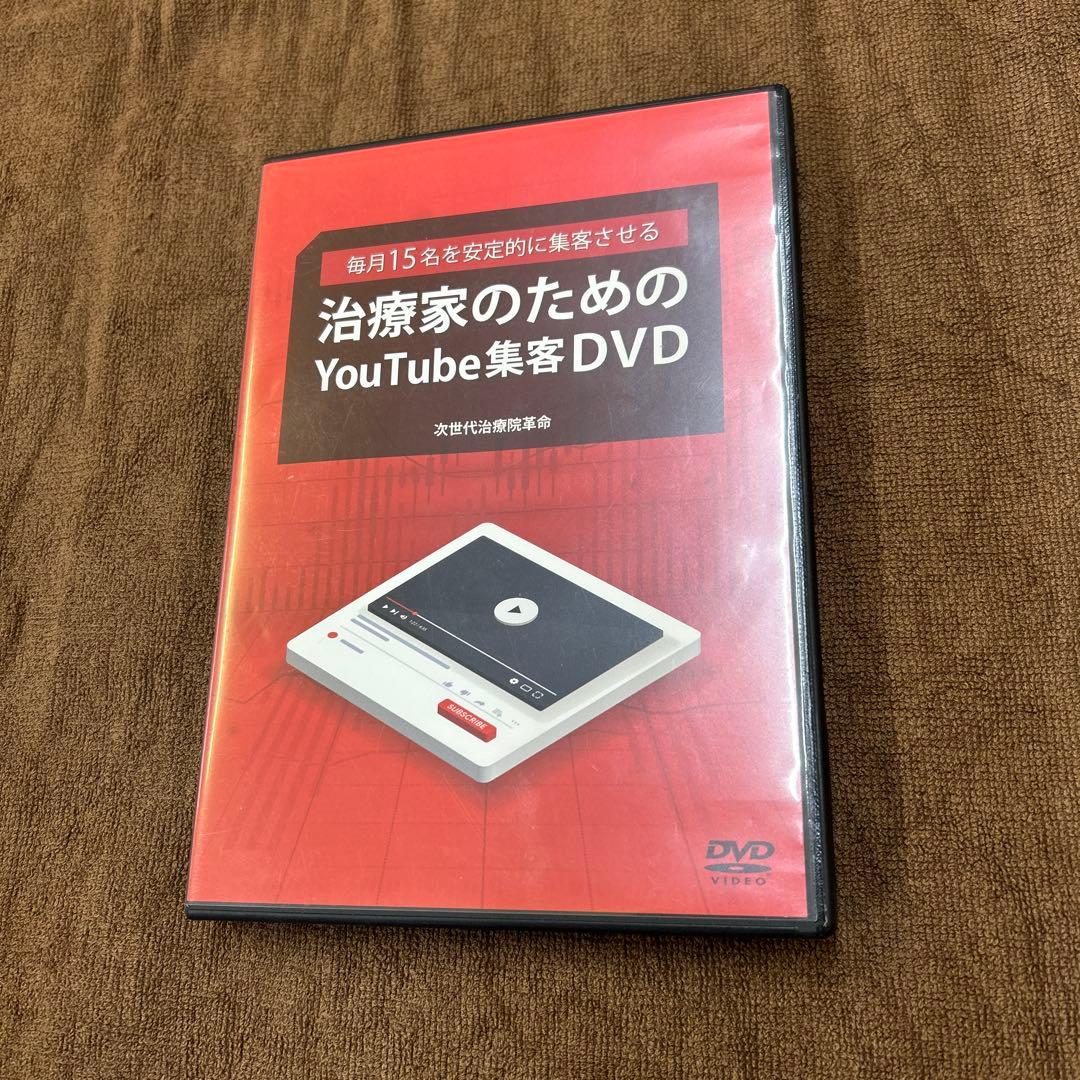 毎月15名を安定的に集客させる
治療家のための
YouTube集客DVD
次世代治療院革命
SUBSCRIBE
DVD
VIDEO